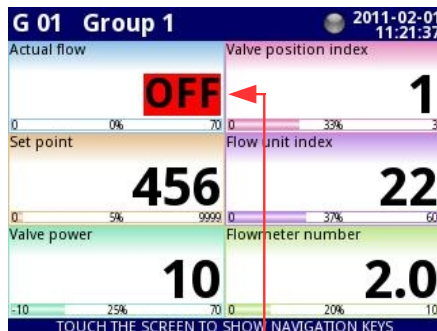 G 01 Group 1 2011-02-01
11:21:37
Actual flow
OFF
0 0% 70
Valve position index
1
0 33% 3
Set point
456
0 5% 9999
Flow unit index
22
0 37% 60
Valve power
10
-10 25% 70
Flowmeter number
2.0
0 20% 10
TOUCH THE SCREEN TO SHOW NAVIGATION KEYS